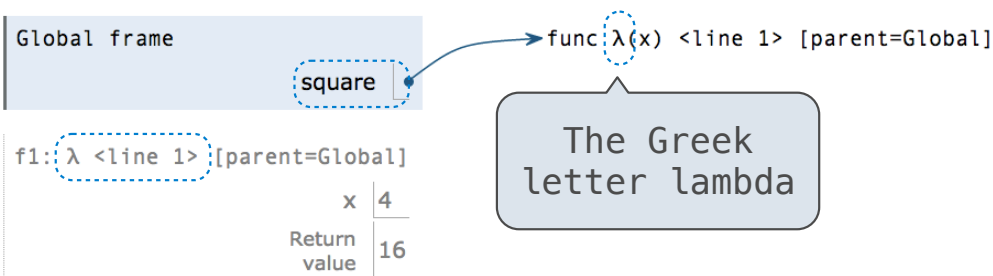 Global frame
func λ(x) <line 1> [parent=Global]
square
f1: λ <line 1> [parent=Global]
The Greek
letter lambda
x 4
Return
value 16